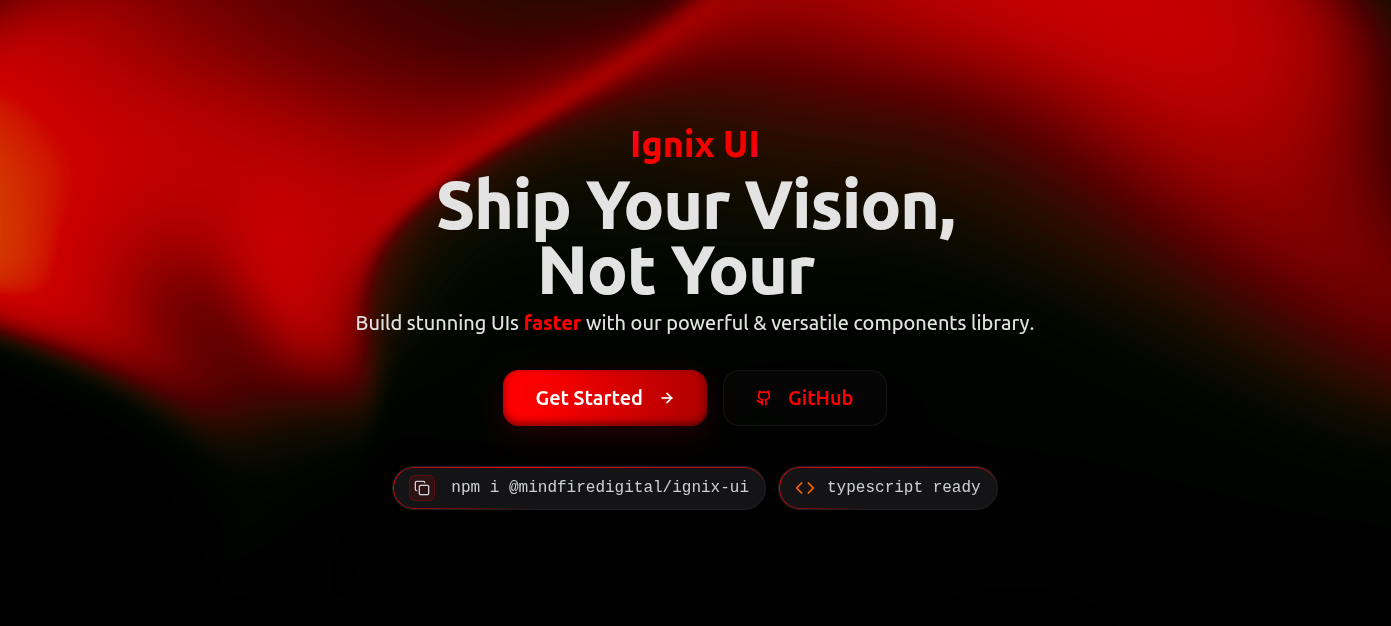 Ignix UI
Ship Your Vision,
Not Your
Build stunning UIs faster with our powerful & versatile components library.
Get Started
GitHub
npm i @mindfiredigital/ignix-ui
typescript ready